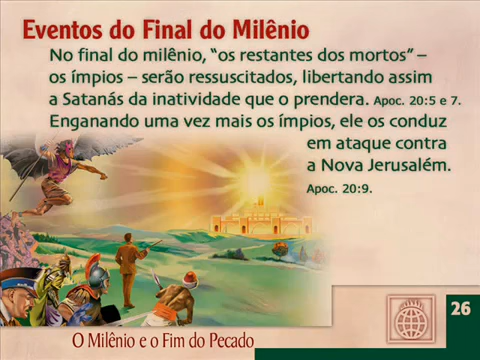 Eventos do Final do Milênio
No final do milênio, “os restantes dos mortos” –
os ímpios – serão ressuscitados, libertando assim
a Satanás da inatividade que o prendera. Apoc. 20:5 e 7.
Enganando uma vez mais os ímpios, ele os conduz
em ataque contra
a Nova Jerusalém.
Apoc. 20:9.
26
O Milênio e o Fim do Pecado